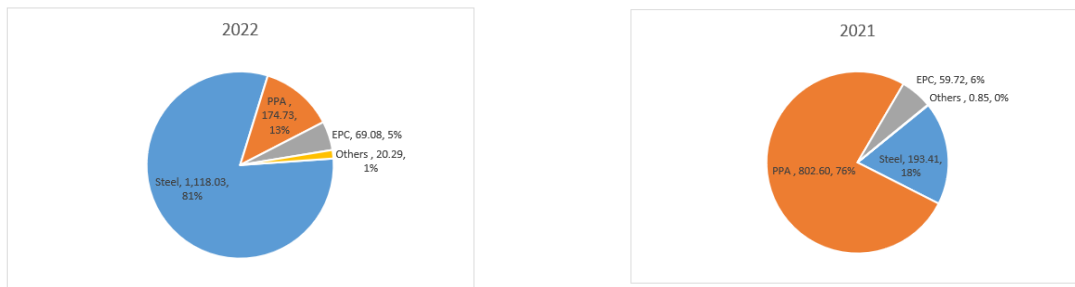 2022
PPA ,
174.73,
13%
EPC, 69.08, 5%
Others , 20.29,
1%
Steel, 1,118.03,
81%
2021
EPC, 59.72, 6%
Others , 0.85, 0%
Steel, 193.41,
18%
PPA , 802.60, 76%